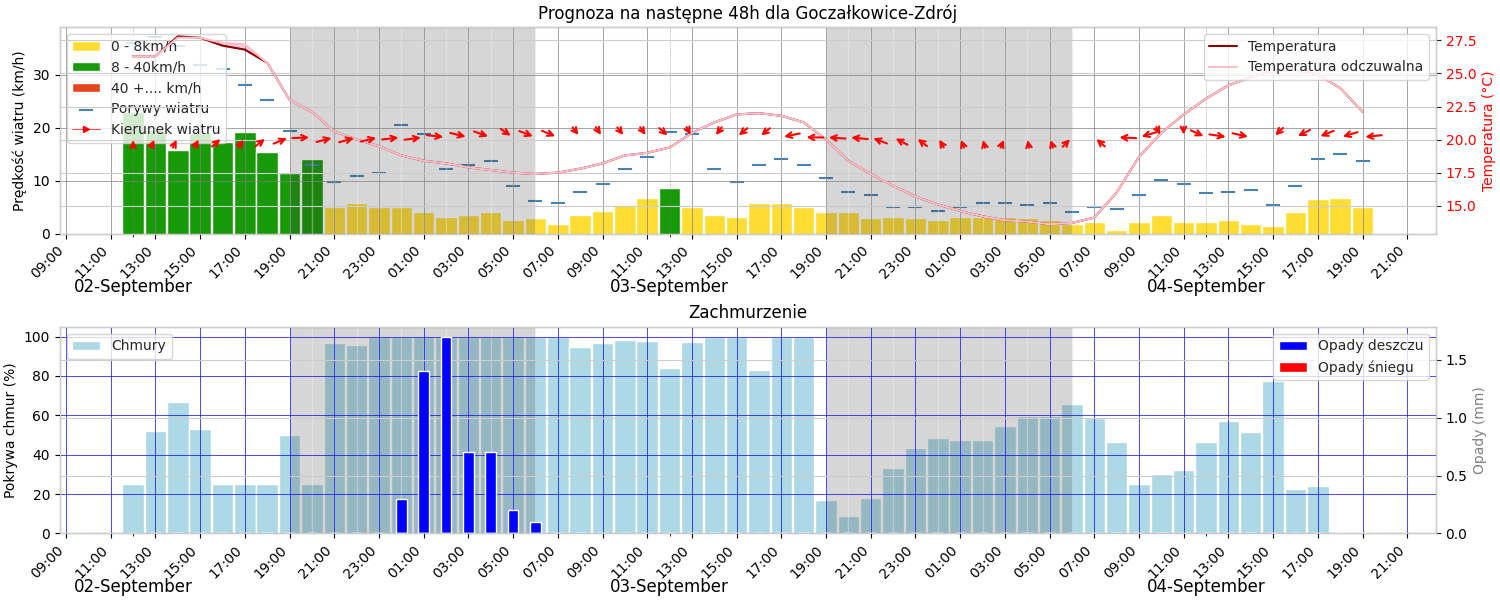 Prognoza na następne 48h dla Goczałkowice-Zdrój
Prędkość wiatru (km/h)
30
20
10
0
0 - 8km/h
8 - 40km/h
40 +.... km/h
Porywy wiatru
Kierunek wiatru
Temperatura
Temperatura odczuwalna
27.5
25.0
22.5
20.0
17.5
15.0
Temperatura (°C)
09:00 11:00 13:00 15:00 17:00 19:00 21:00 23:00 01:00 03:00 05:00 07:00 09:00 11:00 13:00 15:00 17:00 19:00 21:00 23:00 01:00 03:00 05:00 07:00 09:00 11:00 13:00 15:00 17:00 19:00 21:00
02-September 03-September 04-September
Zachmurzenie
Pokrywa chmur (%)
100
80
60
40
20
0
Chmury
Opady deszczu
Opady śniegu
1.5
1.0
0.5
0.0
Opady (mm)
09:00 11:00 13:00 15:00 17:00 19:00 21:00 23:00 01:00 03:00 05:00 07:00 09:00 11:00 13:00 15:00 17:00 19:00 21:00 23:00 01:00 03:00 05:00 07:00 09:00 11:00 13:00 15:00 17:00 19:00 21:00
02-September 03-September 04-September